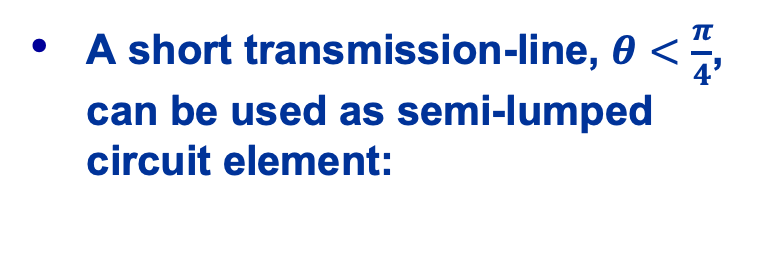 • A short transmission-line, θ < π/4,
can be used as semi-lumped
circuit element: